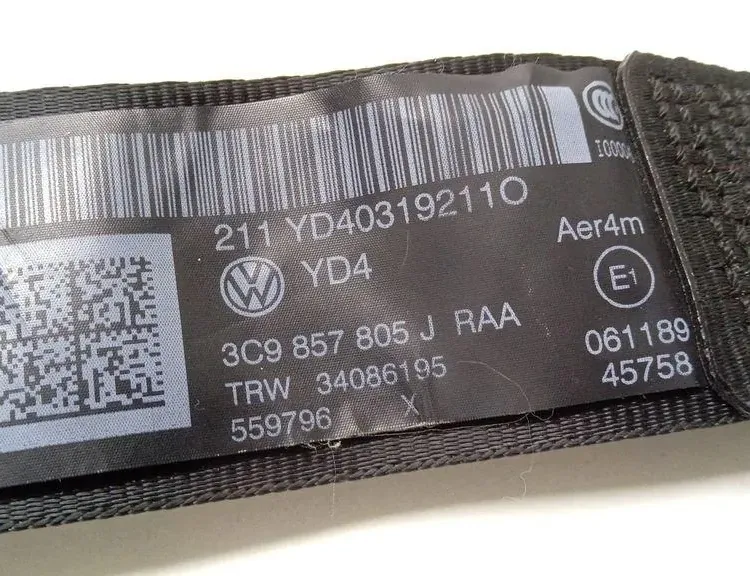 211 YD40319211O
YD4
3C9 857 805 J RAA
TRW 34086195
559796 X
Aer4m
E1
061189
45758